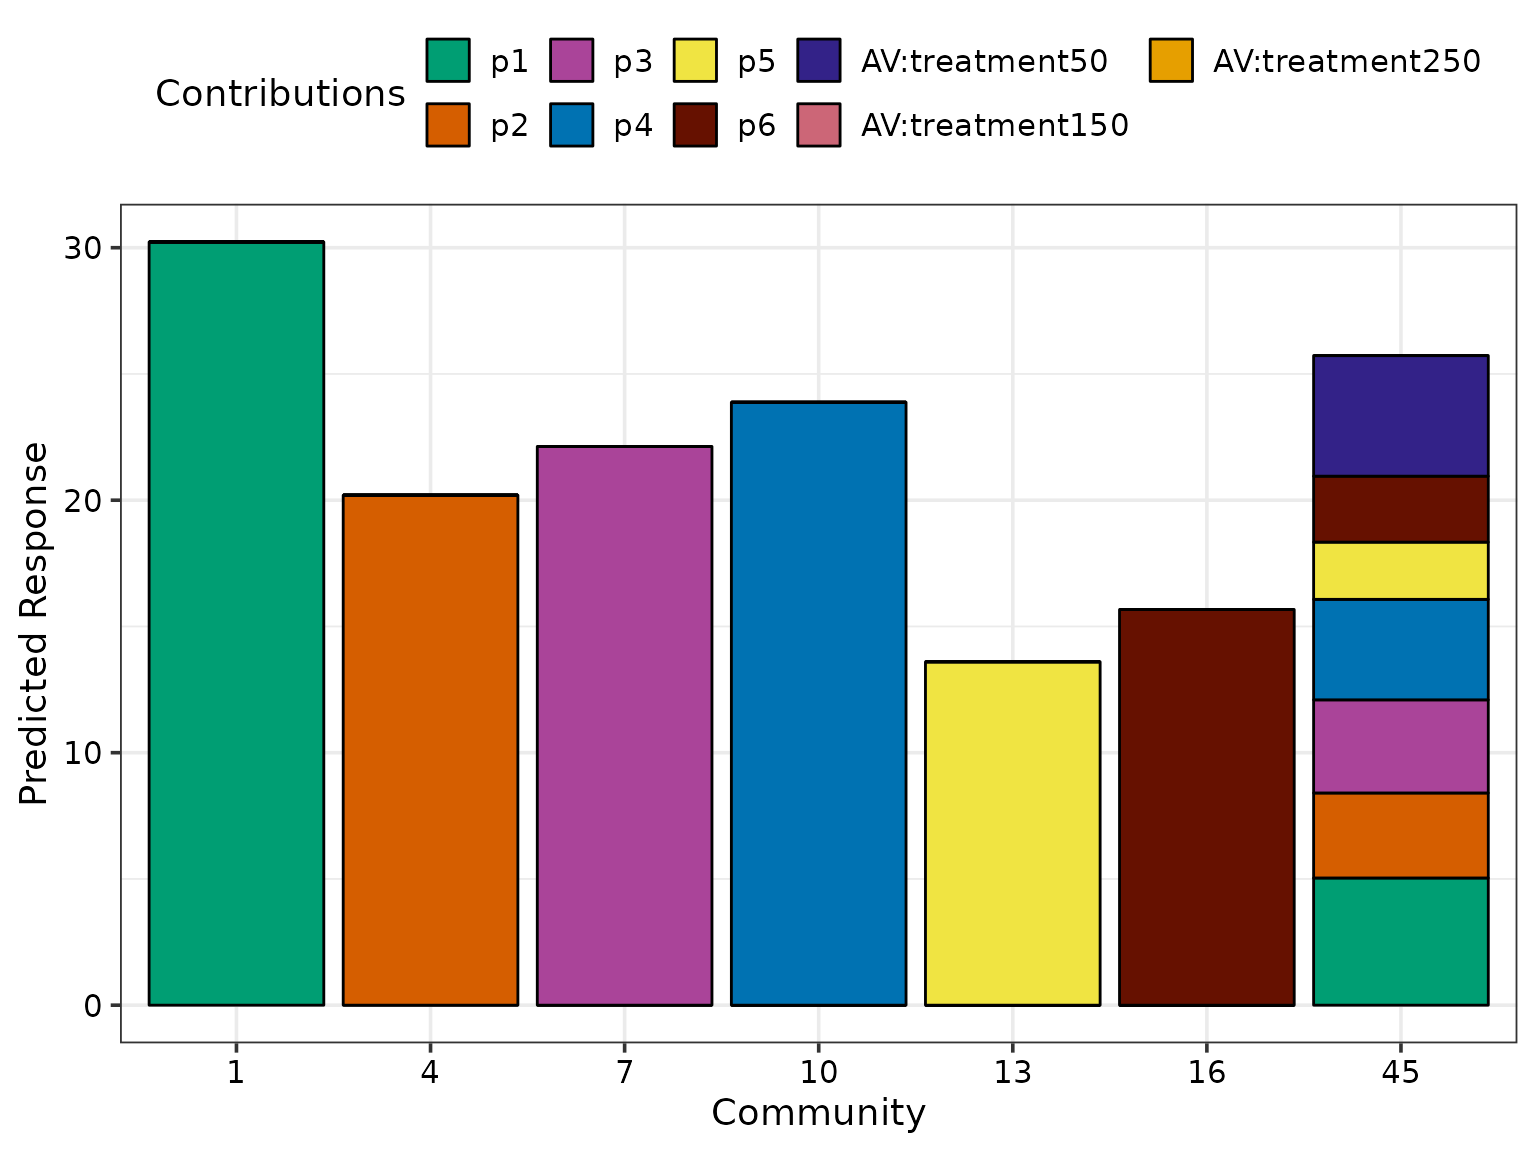 Contributions
p1 p3 p5 AV:treatment50 AV:treatment250
p2 p4 p6 AV:treatment150
Predicted Response
30
20
10
0
1 4 7 10 13 16 45
Community